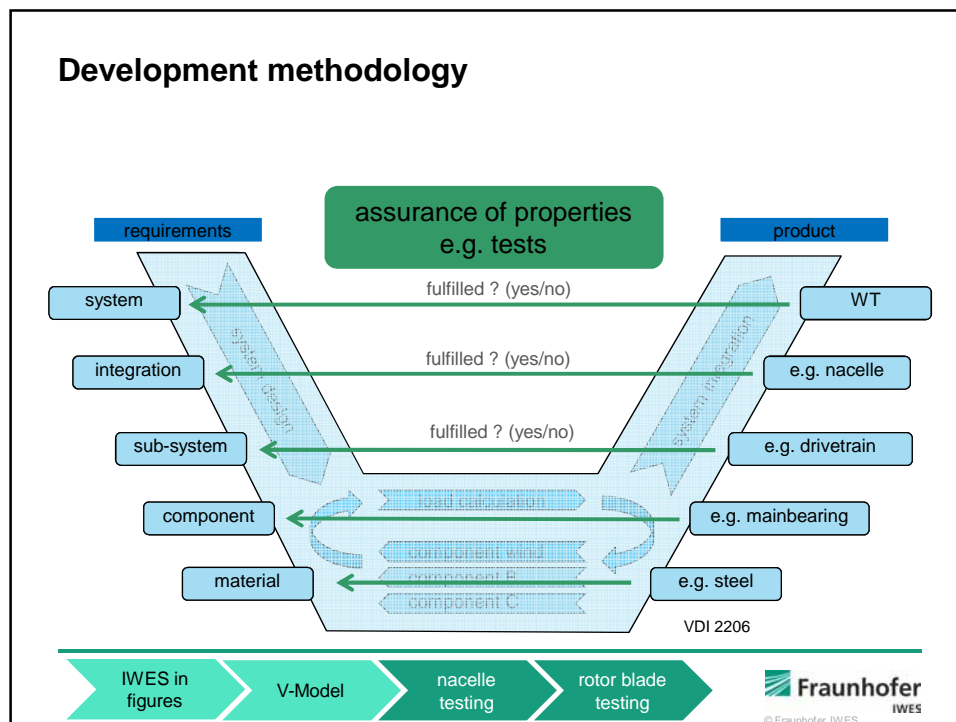 Development methodology
assurance of properties
e.g. tests
requirements
product
system
fulfilled ? (yes/no)
WT
integration
fulfilled ? (yes/no)
e.g. nacelle
system design
system integration
sub-system
fulfilled ? (yes/no)
e.g. drivetrain
load calculation
component
e.g. mainbearing
component wind
material
component B
e.g. steel
component C
VDI 2206
IWES in
figures
V-Model
nacelle
testing
rotor blade
testing
Fraunhofer
IWES
© Fraunhofer IWES